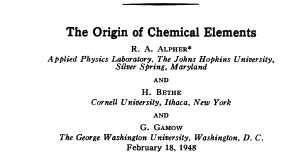 The Origin of Chemical Elements
R. A. ALPHER*
Applied Physics Laboratory, The Johns Hopkins University,
Silver Spring, Maryland
AND
H. BETHE
Cornell University, Ithaca, New York
AND
G. GAMOW
The George Washington University, Washington, D. C.
February 18, 1948